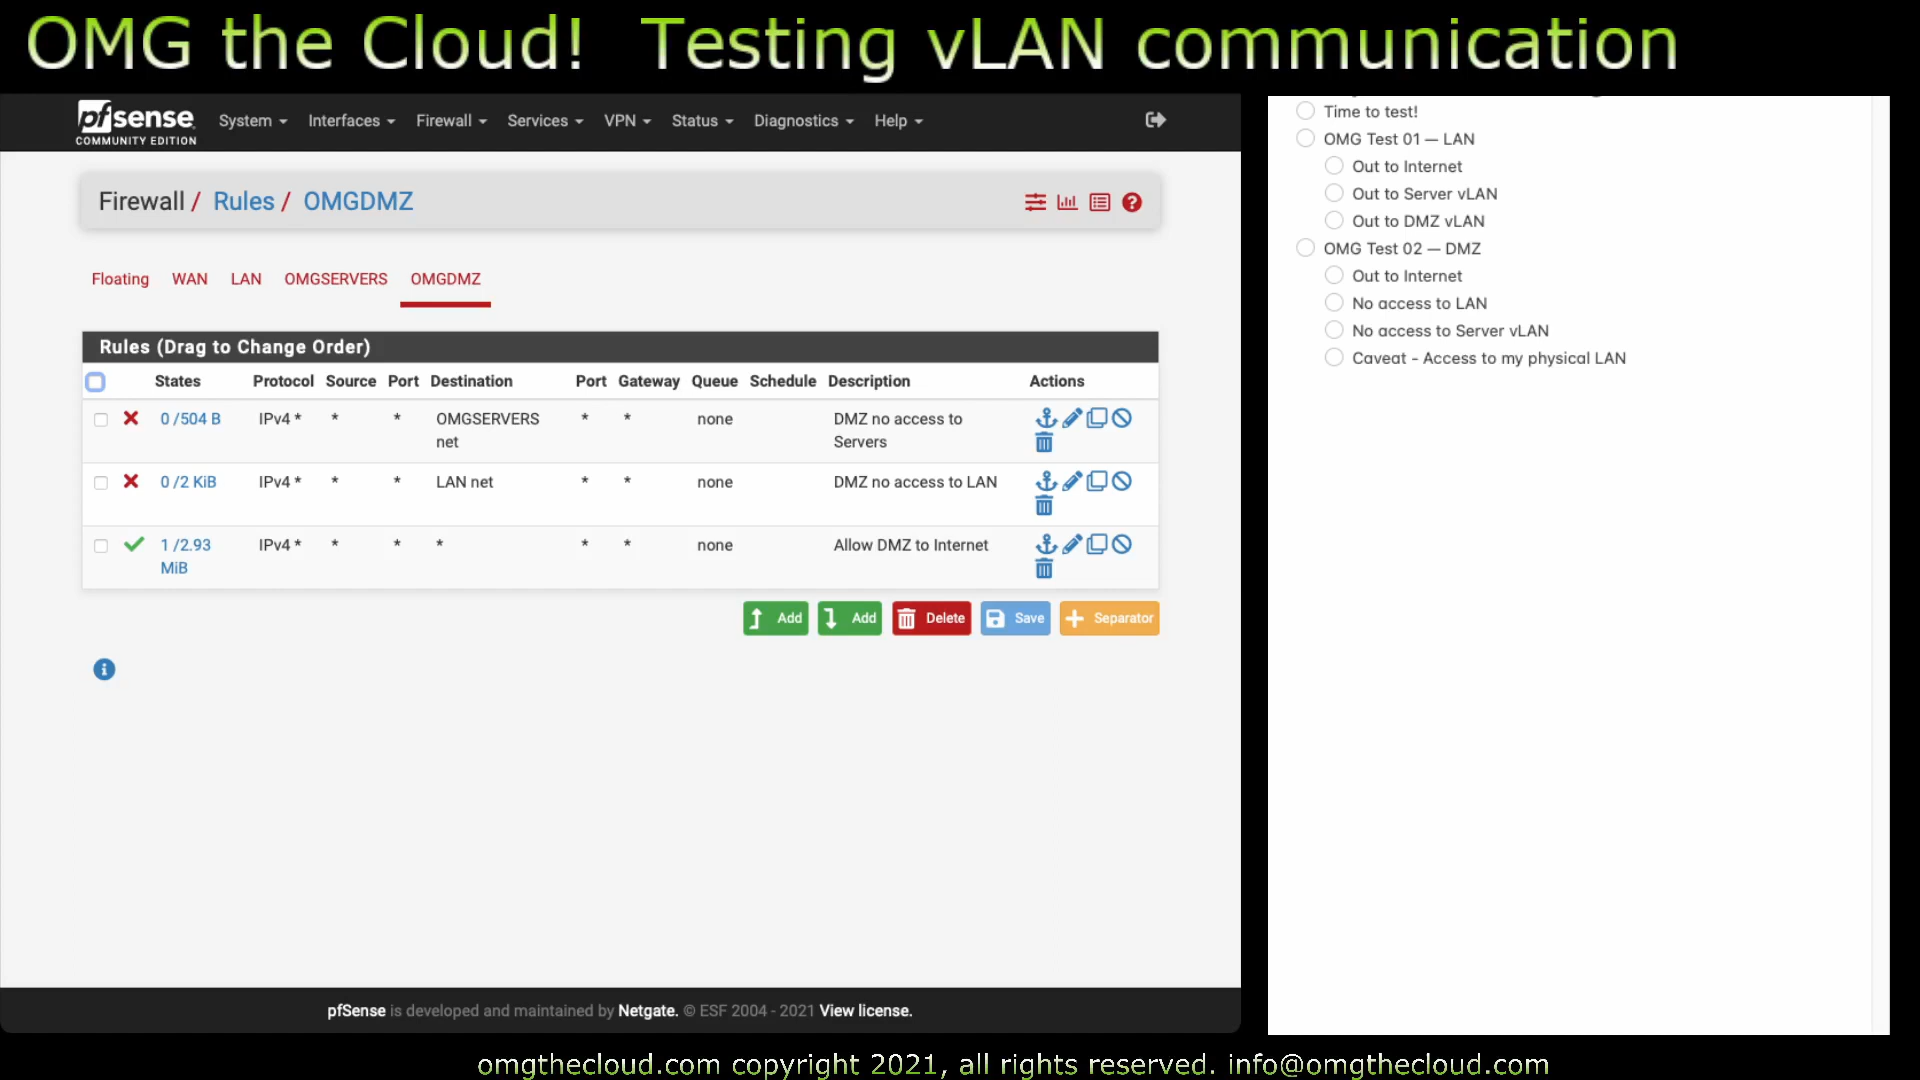 OMG the Cloud!  Testing vLAN communication
pfsense
COMMUNITY EDITION
System Interfaces Firewall Services VPN Status Diagnostics Help
Firewall / Rules / OMGDMZ
Floating WAN LAN OMGSERVERS OMGDMZ
Rules (Drag to Change Order)
States Protocol Source Port Destination Port Gateway Queue Schedule Description Actions
0 /504 B IPv4 * * * OMGSERVERS * * none DMZ no access to
net Servers
0 /2 KiB IPv4 * * * LAN net * * none DMZ no access to LAN
1 /2.93 IPv4 * * * * * * none Allow DMZ to Internet
MiB
Add Add Delete Save Separator
pfSense is developed and maintained by Netgate. © ESF 2004 - 2021 View license.
Time to test!
OMG Test 01 — LAN
Out to Internet
Out to Server vLAN
Out to DMZ vLAN
OMG Test 02 — DMZ
Out to Internet
No access to LAN
No access to Server vLAN
Caveat - Access to my physical LAN
omgthecloud.com copyright 2021, all rights reserved. info@omgthecloud.com